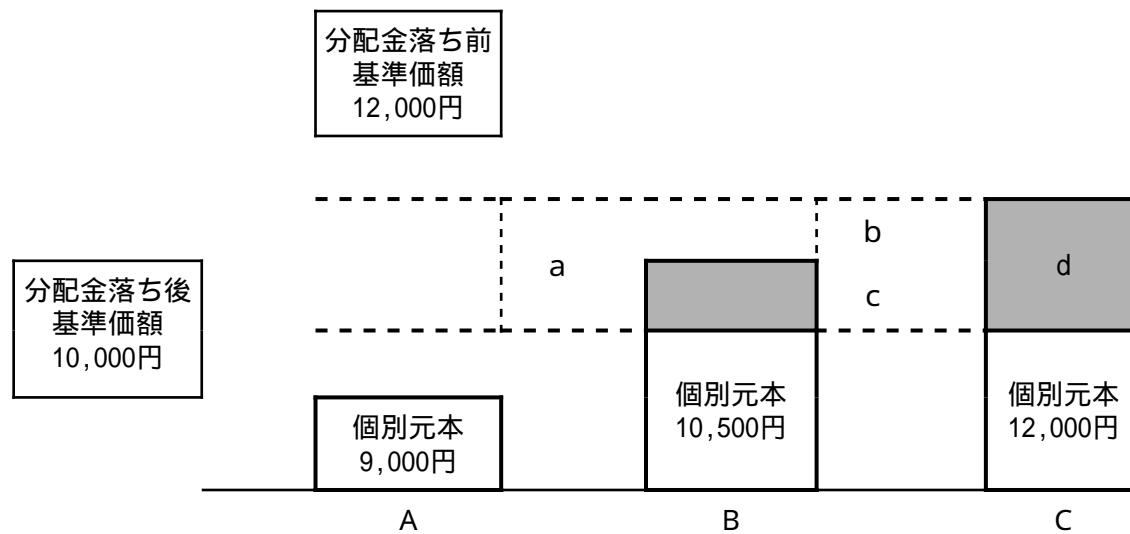 分配金落ち前
基準価額
12,000円
b
a
d
c
分配金落ち後
基準価額
10,000円
個別元本
9,000円
個別元本
10,500円
個別元本
12,000円
A
B
C